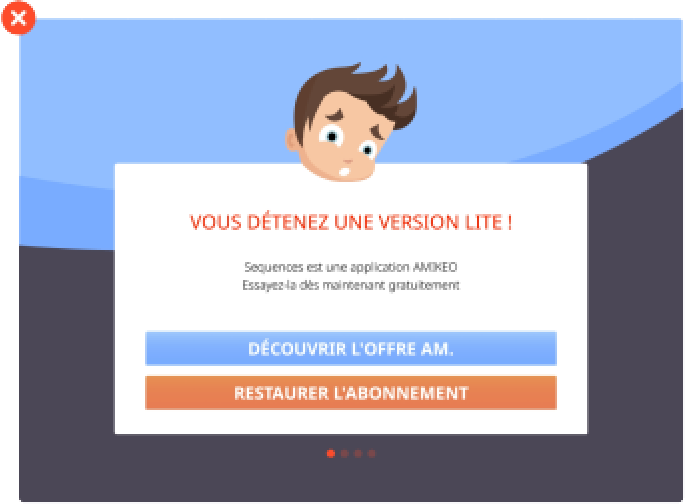 VOUS DÉTENEZ UNE VERSION LITE !
Sequences est une application AMIKEO
Essayez-la dès maintenant gratuitement
DÉCOUVRIR L'OFFRE AM.
RESTAURER L'ABONNEMENT